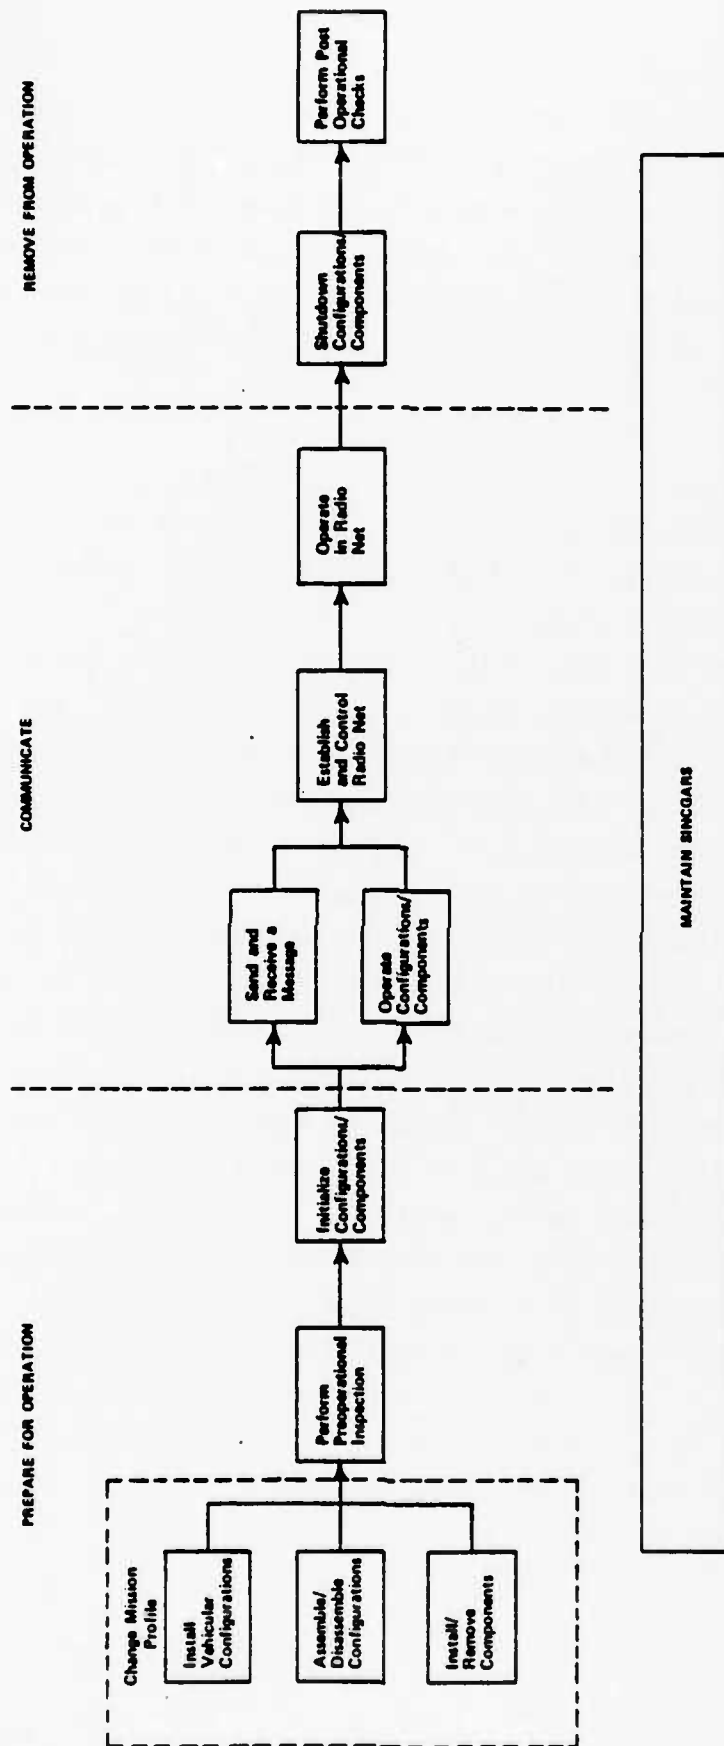 PREPARE FOR OPERATION
COMMUNICATE
REMOVE FROM OPERATION
Change Mission
Profile
Install
Vehicular
Configurations
Assemble/
Disassemble
Configurations
Install/
Remove
Components
Perform
Preoperational
Inspection
Initialize
Configurations/
Components
Send and
Receive a
Message
Operate
Configurations/
Components
Establish
and Control
Radio Net
Operate
in Radio
Net
Shutdown
Configurations/
Components
Perform Post
Operational
Checks
MAINTAIN SINCGARS